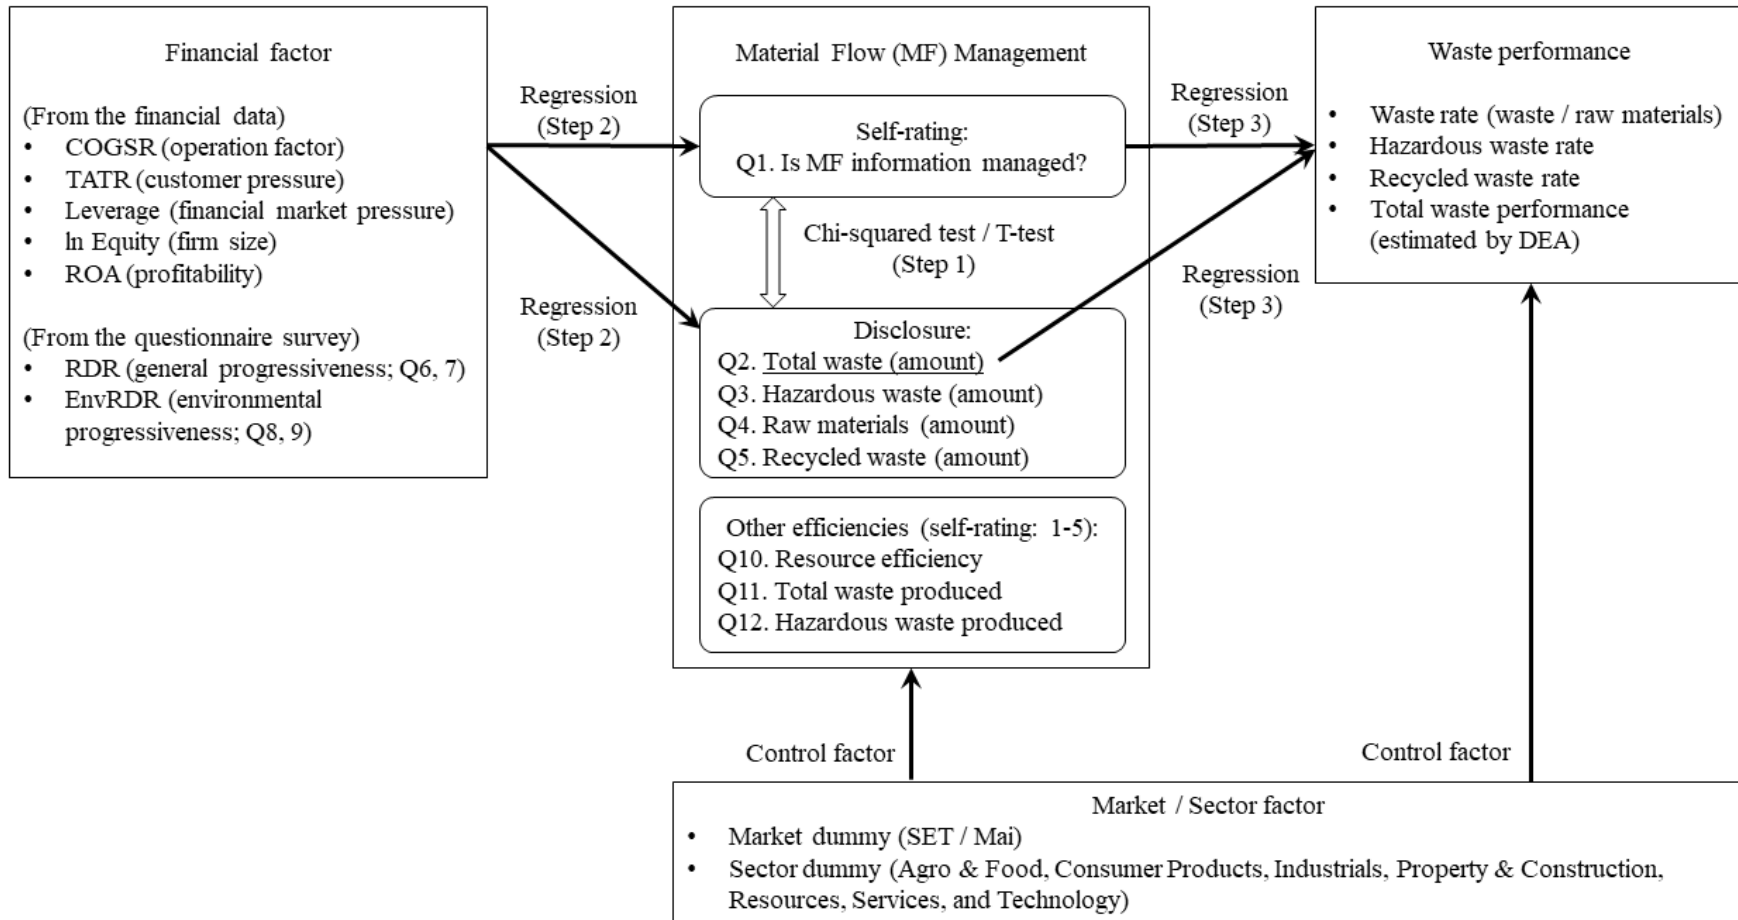 Financial factor
(From the financial data)
• COGSR (operation factor)
• TATR (customer pressure)
• Leverage (financial market pressure)
• ln Equity (firm size)
• ROA (profitability)
(From the questionnaire survey)
• RDR (general progressiveness; Q6, 7)
• EnvRDR (environmental
progressiveness; Q8, 9)
Regression
(Step 2)
Regression
(Step 2)
Material Flow (MF) Management
Self-rating:
Q1. Is MF information managed?
Chi-squared test / T-test
(Step 1)
Disclosure:
Q2. Total waste (amount)
Q3. Hazardous waste (amount)
Q4. Raw materials (amount)
Q5. Recycled waste (amount)
Other efficiencies (self-rating: 1-5):
Q10. Resource efficiency
Q11. Total waste produced
Q12. Hazardous waste produced
Regression
(Step 3)
Regression
(Step 3)
Waste performance
• Waste rate (waste / raw materials)
• Hazardous waste rate
• Recycled waste rate
• Total waste performance
(estimated by DEA)
Control factor
Control factor
Market / Sector factor
• Market dummy (SET / Mai)
• Sector dummy (Agro & Food, Consumer Products, Industrials, Property & Construction,
Resources, Services, and Technology)